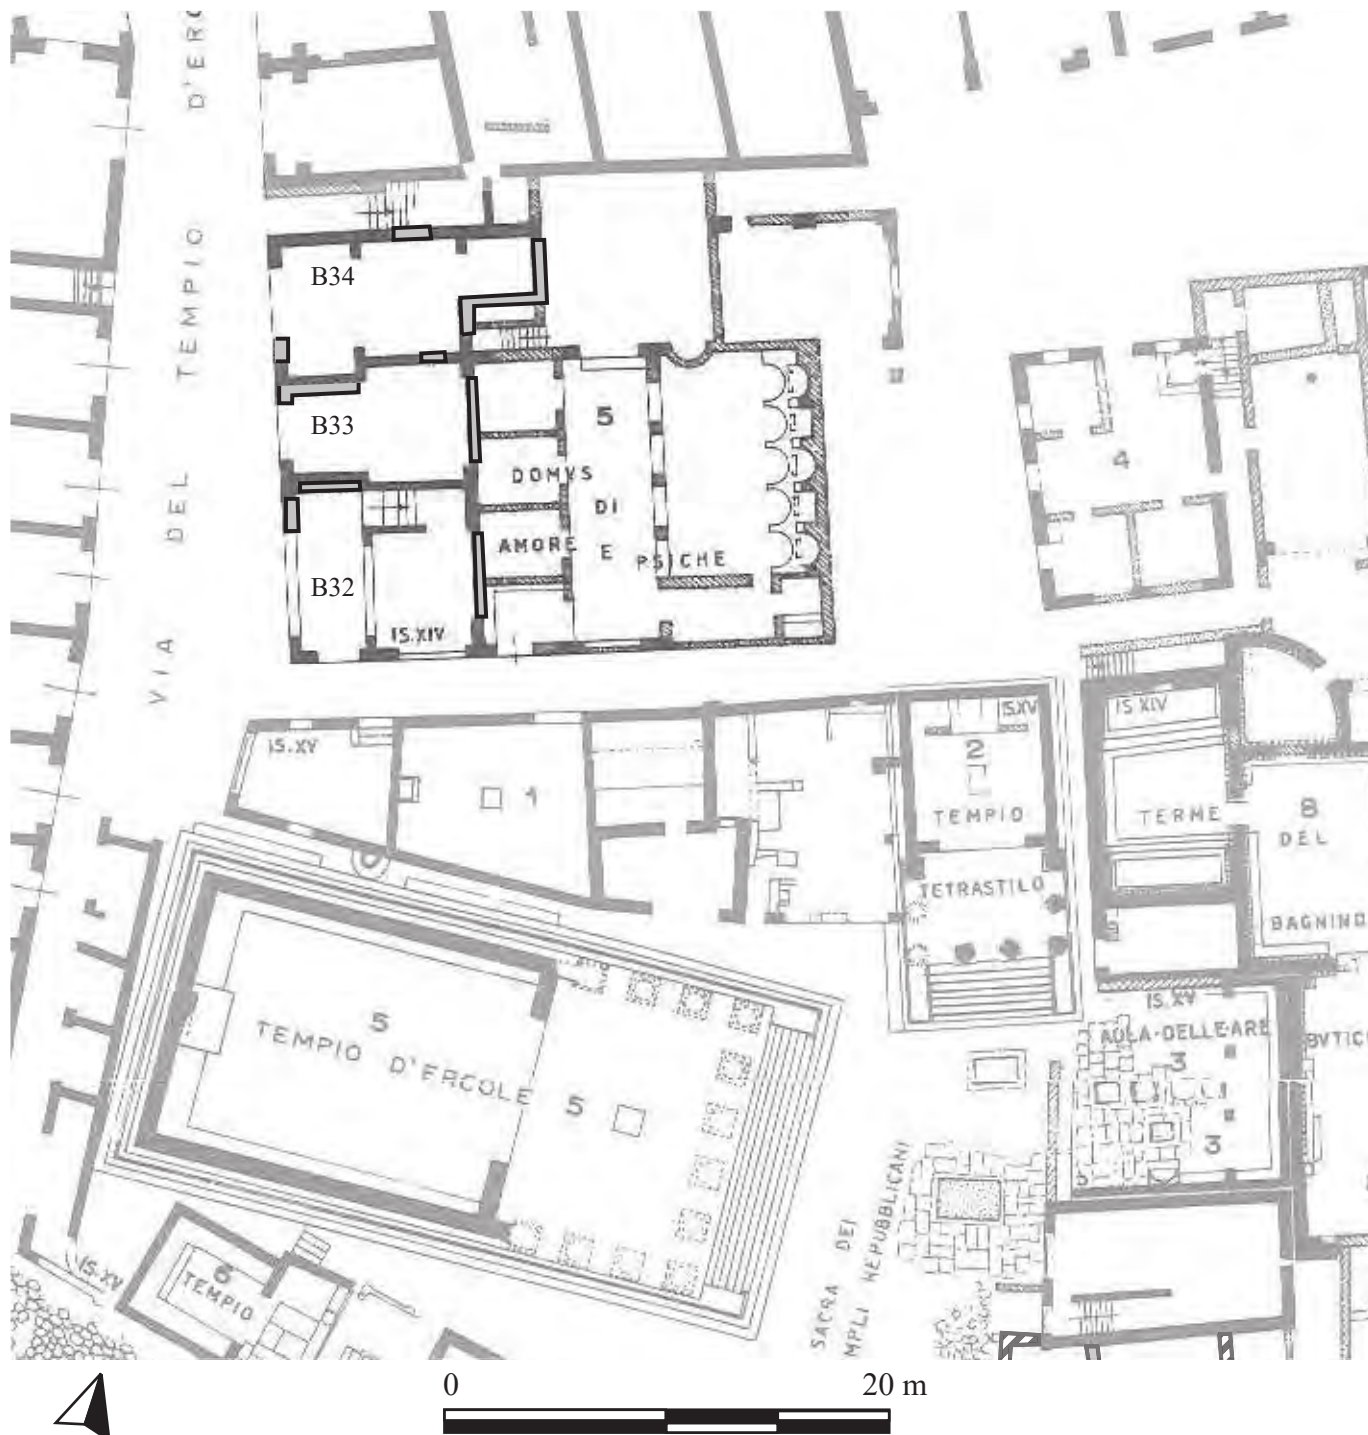 VIA DEL TEMPIO D'ERC
B34
B33
B32
5
DOMVS
DI
AMORE E PSICHE
IS.XIV
4
IS.XV
1
IS.XV
2
TEMPIO
TETRASTILO
IS.XIV
TERME
8
DEL
BAGNINO
IS.XV
AULA-DELLE-ARE
3
3
BVTICO
5
TEMPIO D'ERCOLE 5
SACRA DEI
MPLI REPUBBLICANI
6
TEMPIO
IS.XV
0
20 m